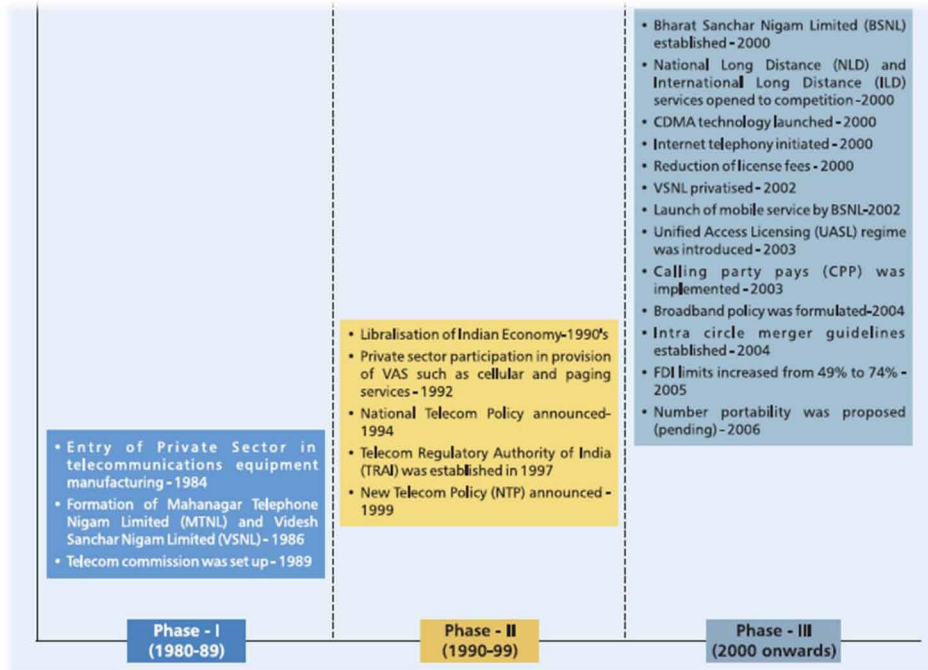 • Bharat Sanchar Nigam Limited (BSNL)
established - 2000
• National Long Distance (NLD) and
International Long Distance (ILD)
services opened to competition -2000
• CDMA technology launched - 2000
• Internet telephony initiated - 2000
• Reduction of license fees - 2000
• VSNL privatised - 2002
• Launch of mobile service by BSNL-2002
• Unified Access Licensing (UASL) regime
was introduced - 2003
• Calling party pays (CPP) was
implemented - 2003
• Broadband policy was formulated-2004
• Intra circle merger guidelines
established - 2004
• FDI limits increased from 49% to 74% -
2005
• Number portability was proposed
(pending) - 2006
• Libralisation of Indian Economy-1990's
• Private sector participation in provision
of VAS such as cellular and paging
services - 1992
• National Telecom Policy announced-
1994
• Telecom Regulatory Authority of India
(TRAI) was established in 1997
• New Telecom Policy (NTP) announced -
1999
• Entry of Private Sector in
telecommunications equipment
manufacturing - 1984
• Formation of Mahanagar Telephone
Nigam Limited (MTNL) and Videsh
Sanchar Nigam Limited (VSNL) - 1986
• Telecom commission was set up - 1989
Phase - I
(1980-89)
Phase - II
(1990-99)
Phase - III
(2000 onwards)